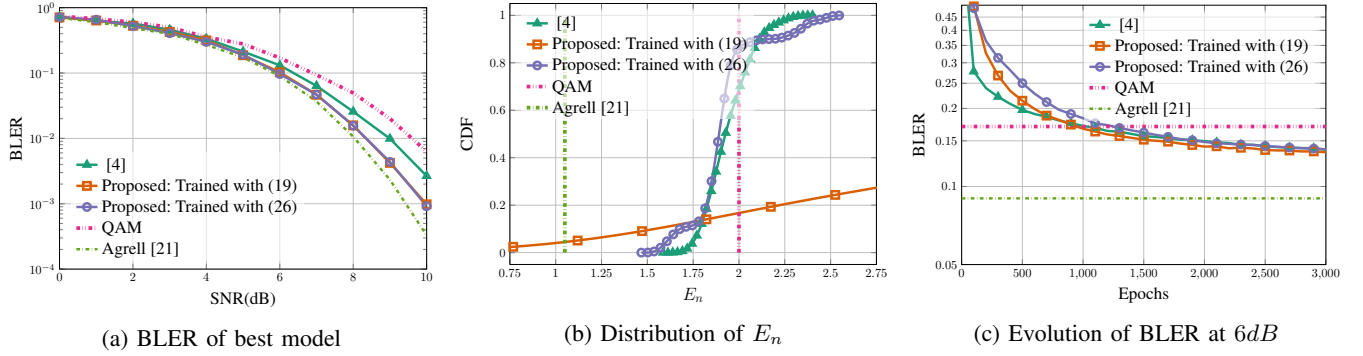 10^0
10^{-1}
10^{-2}
10^{-3}
10^{-4}
BLER
0
2
4
6
8
10
SNR(dB)
[4]
Proposed: Trained with (19)
Proposed: Trained with (26)
QAM
Agrell [21]
(a) BLER of best model
1
0.8
0.6
0.4
0.2
0
CDF
0.75
1
1.25
1.5
1.75
2
2.25
2.5
2.75
E_n
[4]
Proposed: Trained with (19)
Proposed: Trained with (26)
QAM
Agrell [21]
(b) Distribution of E_n
0.45
0.35
0.3
0.25
0.2
0.15
0.1
0.05
BLER
0
500
1,000
1,500
2,000
2,500
3,000
Epochs
[4]
Proposed: Trained with (19)
Proposed: Trained with (26)
QAM
Agrell [21]
(c) Evolution of BLER at 6dB